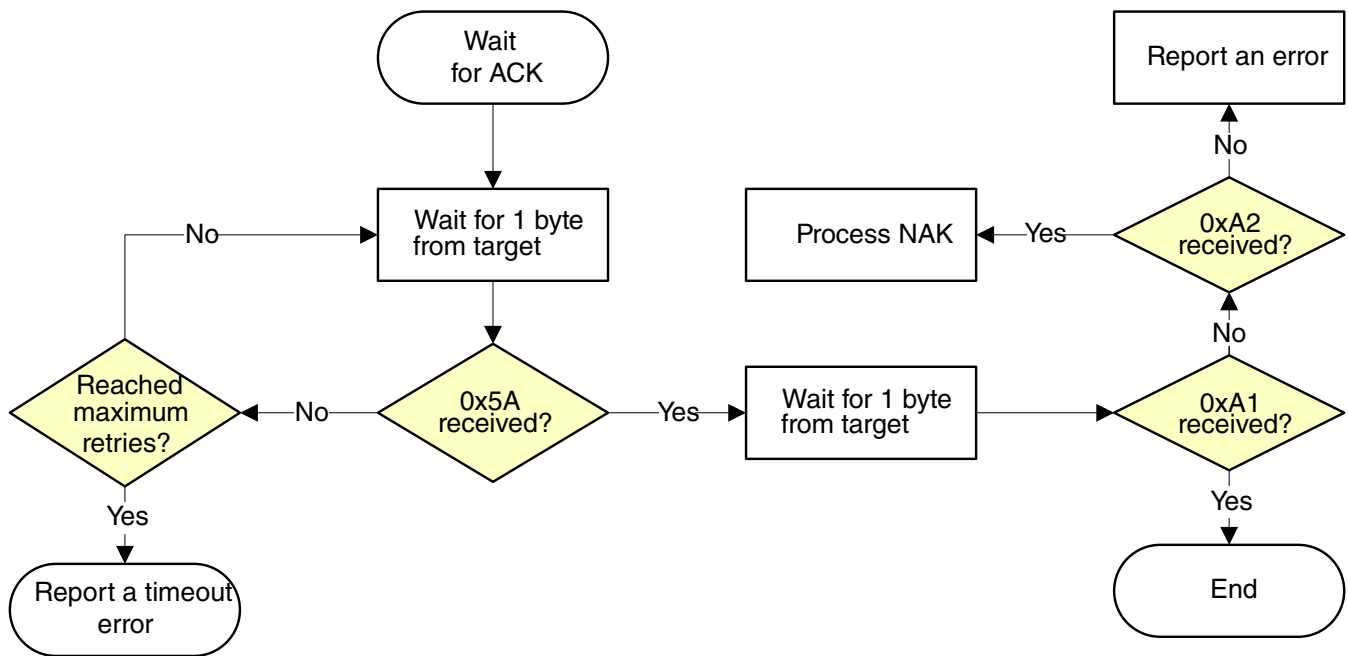 Wait
for ACK
Report an error
No
Wait for 1 byte
from target
No
Process NAK
Yes
0xA2
received?
No
Reached
maximum
retries?
No
0x5A
received?
Yes
Wait for 1 byte
from target
0xA1
received?
Yes
Yes
Report a timeout
error
End